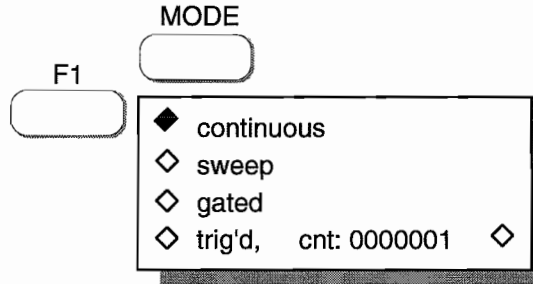 MODE
F1
continuous
sweep
gated
trig'd, cnt: 0000001